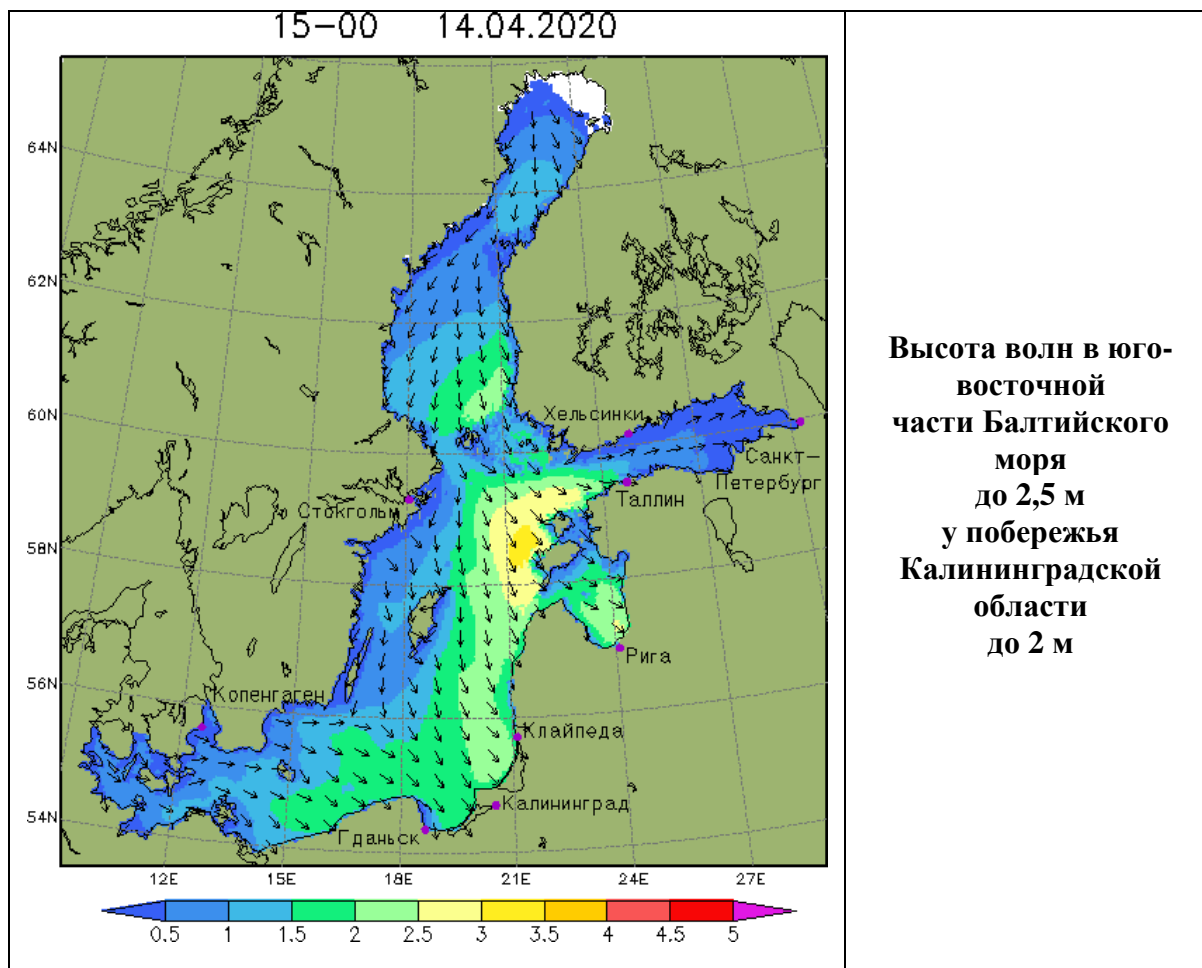 15-00 14.04.2020
64N
62N
60N
58N
56N
54N
Хельсинки
Санкт-
Петербург
Таллин
Стокгольм
Рига
Копенгаген
Клайпеда
Калининград
Гданьск
12E 15E 18E 21E 24E 27E
0.5 1 1.5 2 2.5 3 3.5 4 4.5 5
Высота волн в юго-
восточной
части Балтийского
моря
до 2,5 м
у побережья
Калининградской
области
до 2 м